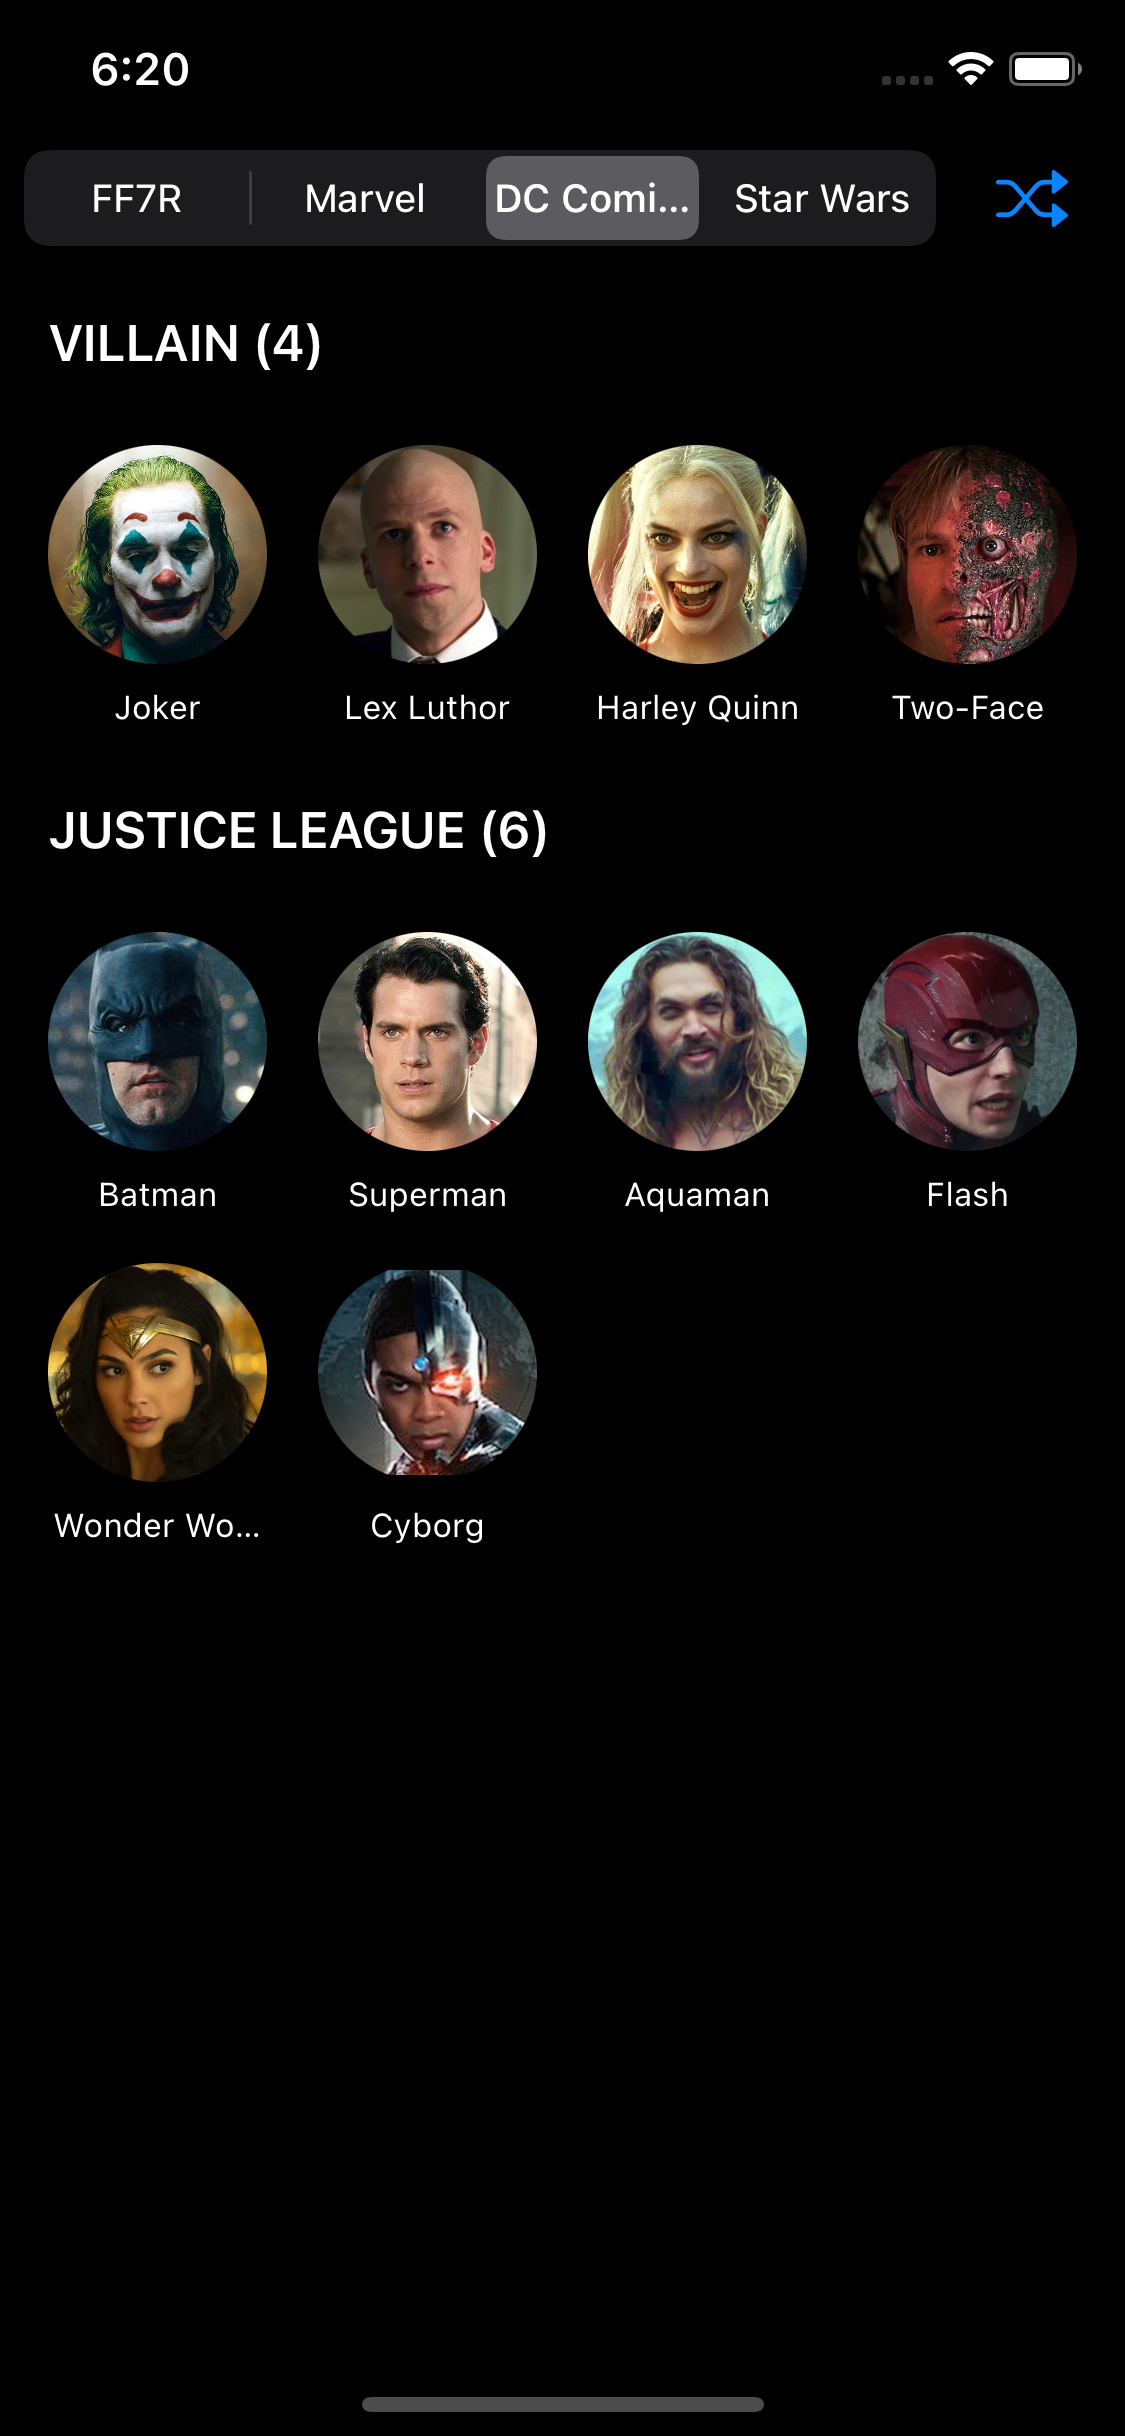 6:20
FF7R Marvel DC Comi... Star Wars
VILLAIN (4)
Joker Lex Luthor Harley Quinn Two-Face
JUSTICE LEAGUE (6)
Batman Superman Aquaman Flash
Wonder Wo... Cyborg